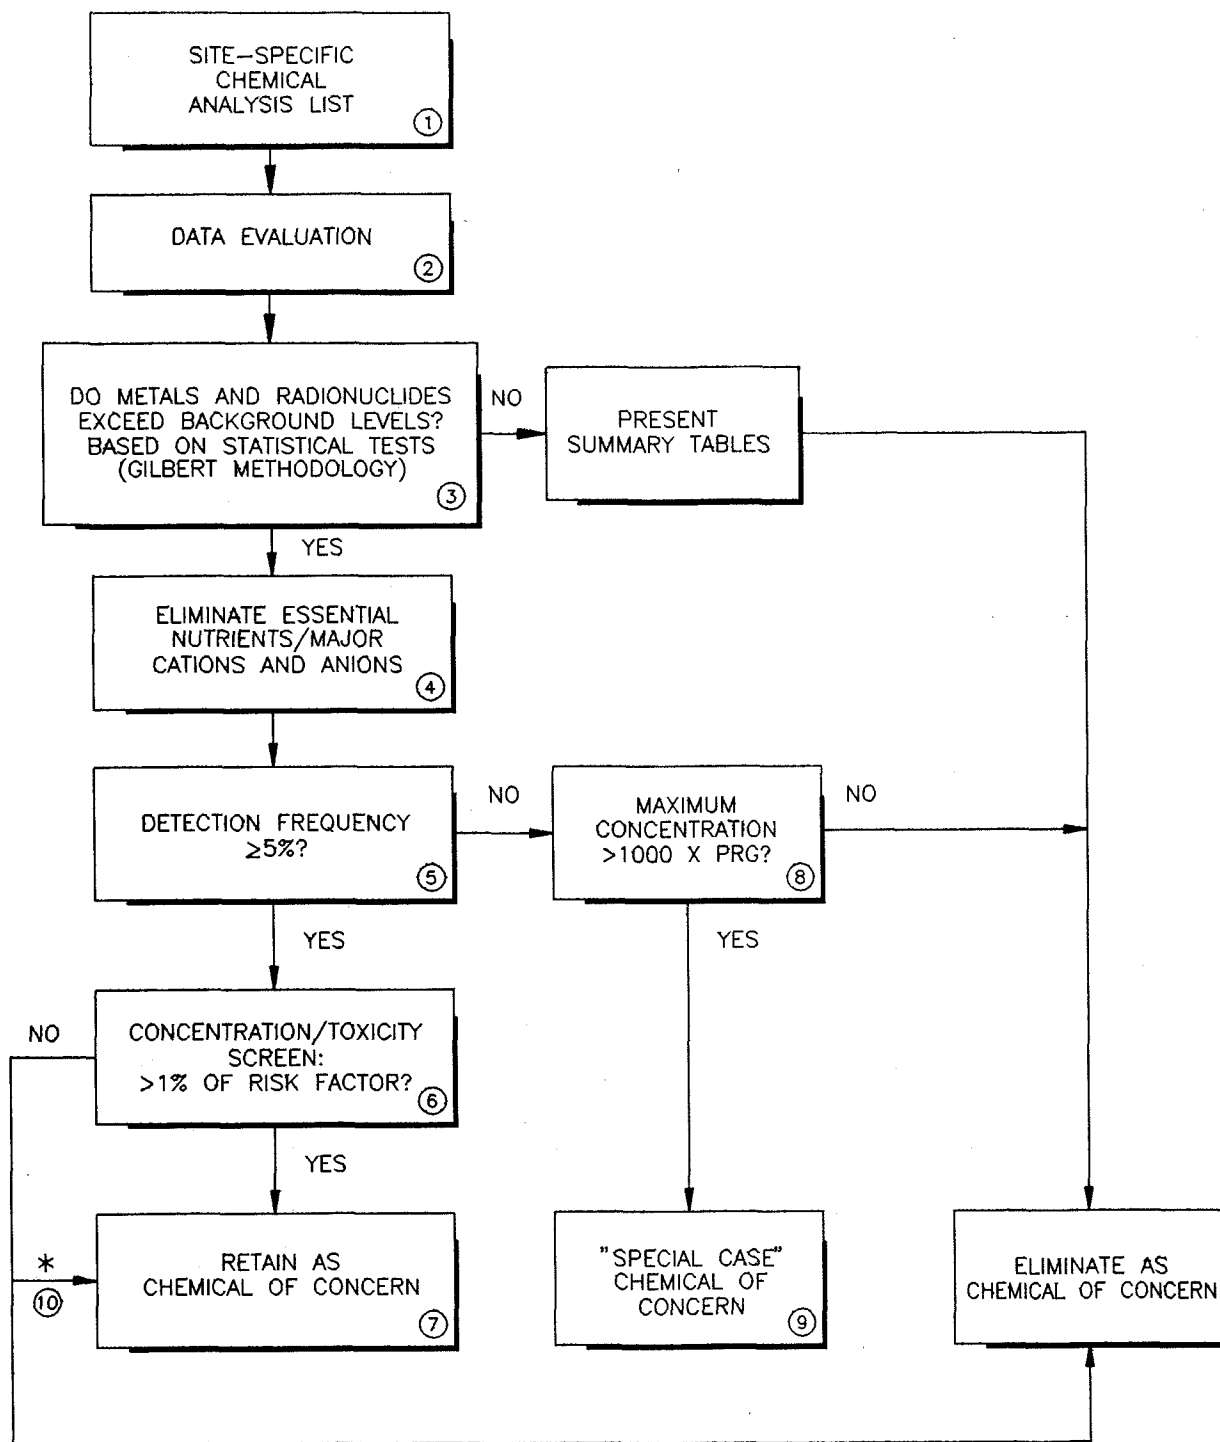 SITE-SPECIFIC
CHEMICAL
ANALYSIS LIST
1
DATA EVALUATION
2
DO METALS AND RADIONUCLIDES
EXCEED BACKGROUND LEVELS?
BASED ON STATISTICAL TESTS
(GILBERT METHODOLOGY)
3
NO
PRESENT
SUMMARY TABLES
YES
ELIMINATE ESSENTIAL
NUTRIENTS/MAJOR
CATIONS AND ANIONS
4
DETECTION FREQUENCY
≥5%?
5
NO
MAXIMUM
CONCENTRATION
>1000 X PRG?
8
NO
YES
YES
NO
CONCENTRATION/TOXICITY
SCREEN:
>1% OF RISK FACTOR?
6
YES
*
10
RETAIN AS
CHEMICAL OF CONCERN
7
"SPECIAL CASE"
CHEMICAL OF
CONCERN
9
ELIMINATE AS
CHEMICAL OF CONCERN